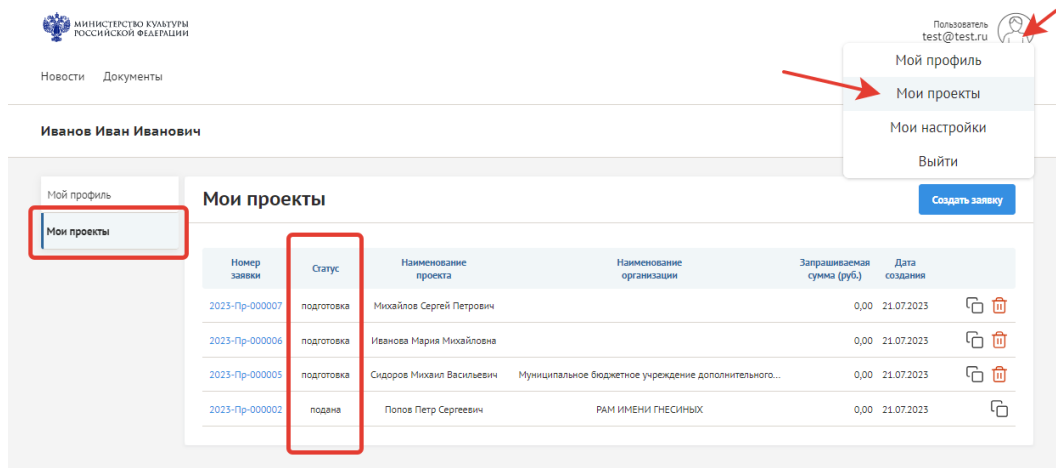 МИНИСТЕРСТВО КУЛЬТУРЫ
РОССИЙСКОЙ ФЕДЕРАЦИИ
Пользователь
test@test.ru
Новости Документы
Мой профиль
Мои проекты
Мои настройки
Выйти
Иванов Иван Иванович
Мой профиль
Мои проекты
Мои проекты
Создать заявку
Номер заявки Статус Наименование проекта Наименование организации Запрашиваемая сумма (руб.) Дата создания
2023-Пр-000007 подготовка Михайлов Сергей Петрович 0,00 21.07.2023
2023-Пр-000006 подготовка Иванова Мария Михайловна 0,00 21.07.2023
2023-Пр-000005 подготовка Сидоров Михаил Васильевич Муниципальное бюджетное учреждение дополнительного... 0,00 21.07.2023
2023-Пр-000002 подана Попов Петр Сергеевич РАМ ИМЕНИ ГНЕСИНЫХ 0,00 21.07.2023